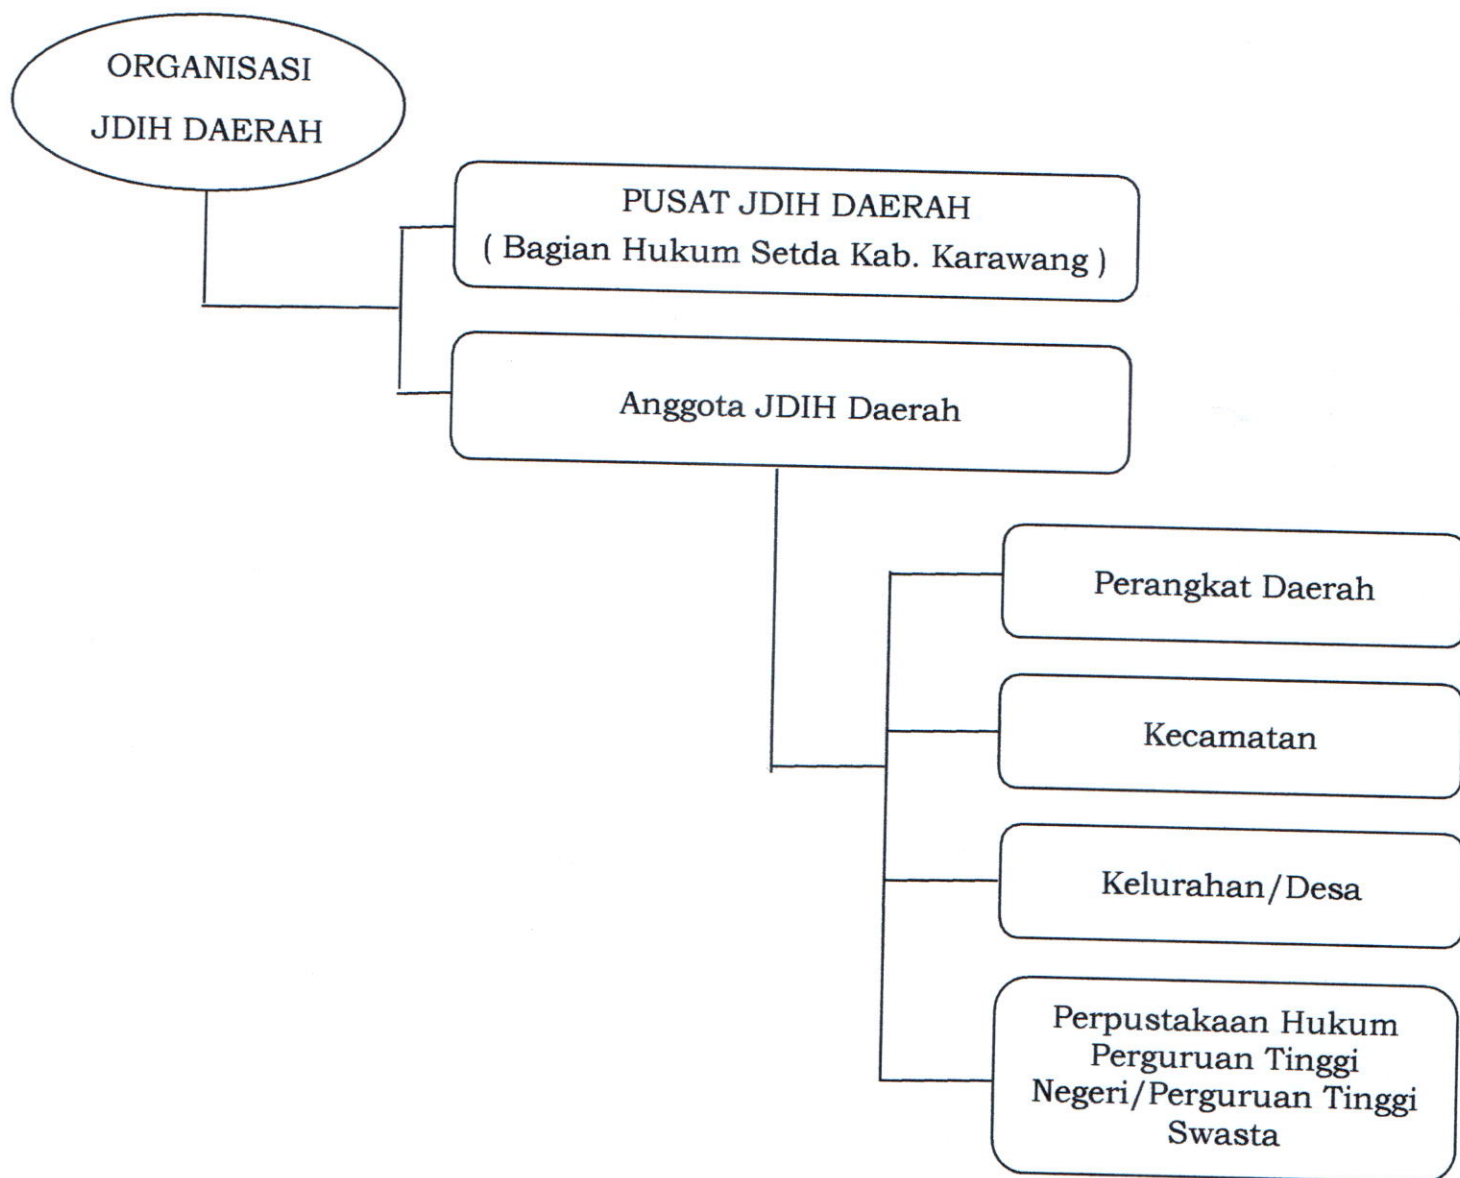 ORGANISASI
JDIH DAERAH
PUSAT JDIH DAERAH
( Bagian Hukum Setda Kab. Karawang )
Anggota JDIH Daerah
Perangkat Daerah
Kecamatan
Kelurahan/Desa
Perpustakaan Hukum
Perguruan Tinggi
Negeri/Perguruan Tinggi
Swasta